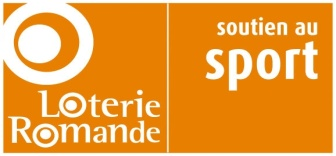 Loterie
Romande
soutien au
sport